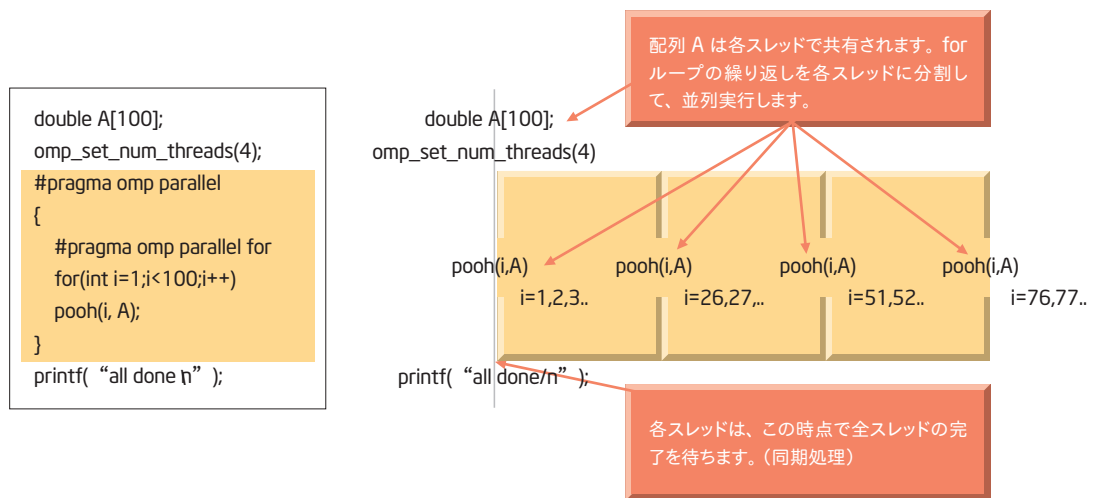 double A[100];
omp_set_num_threads(4);
#pragma omp parallel
{
#pragma omp parallel for
for(int i=1;i<100;i++)
pooh(i, A);
}
printf( “all done \n” );
配列 A は各スレッドで共有されます。for
ループの繰り返しを各スレッドに分割し
て、並列実行します。
double A[100];
omp_set_num_threads(4)
pooh(i,A)
i=1,2,3..
pooh(i,A)
i=26,27,..
pooh(i,A)
i=51,52..
pooh(i,A)
i=76,77..
printf( “all done/n” );
各スレッドは、この時点で全スレッドの完
了を待ちます。（同期処理）